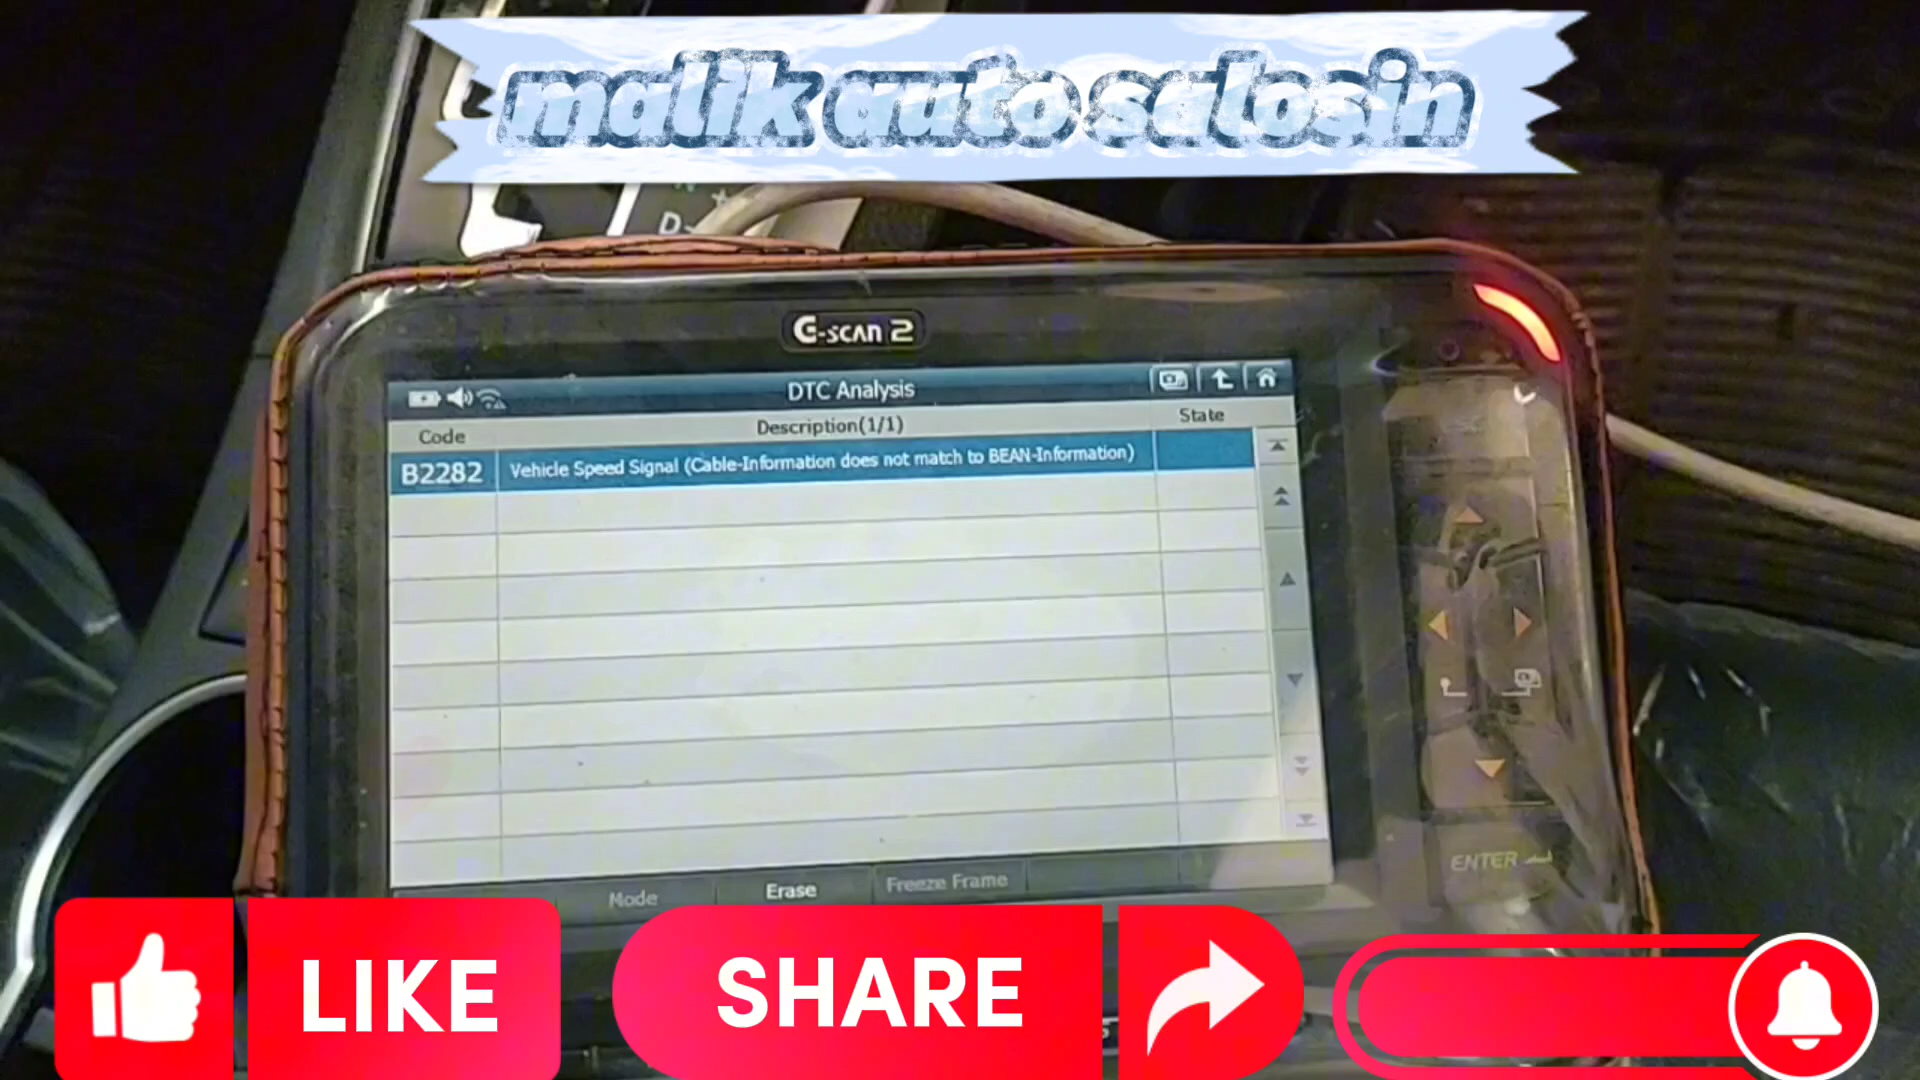 malik auto salosin
D
G-scan 2
DTC Analysis
Code Description(1/1) State
B2282 Vehicle Speed Signal (Cable-Information does not match to BEAN-Information)
Mode Erase Freeze Frame
ENTER
LIKE SHARE